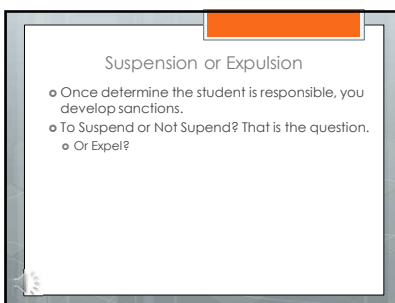 Suspension or Expulsion
Once determine the student is responsible, you
develop sanctions.
To Suspend or Not Supend? That is the question.
Or Expel?